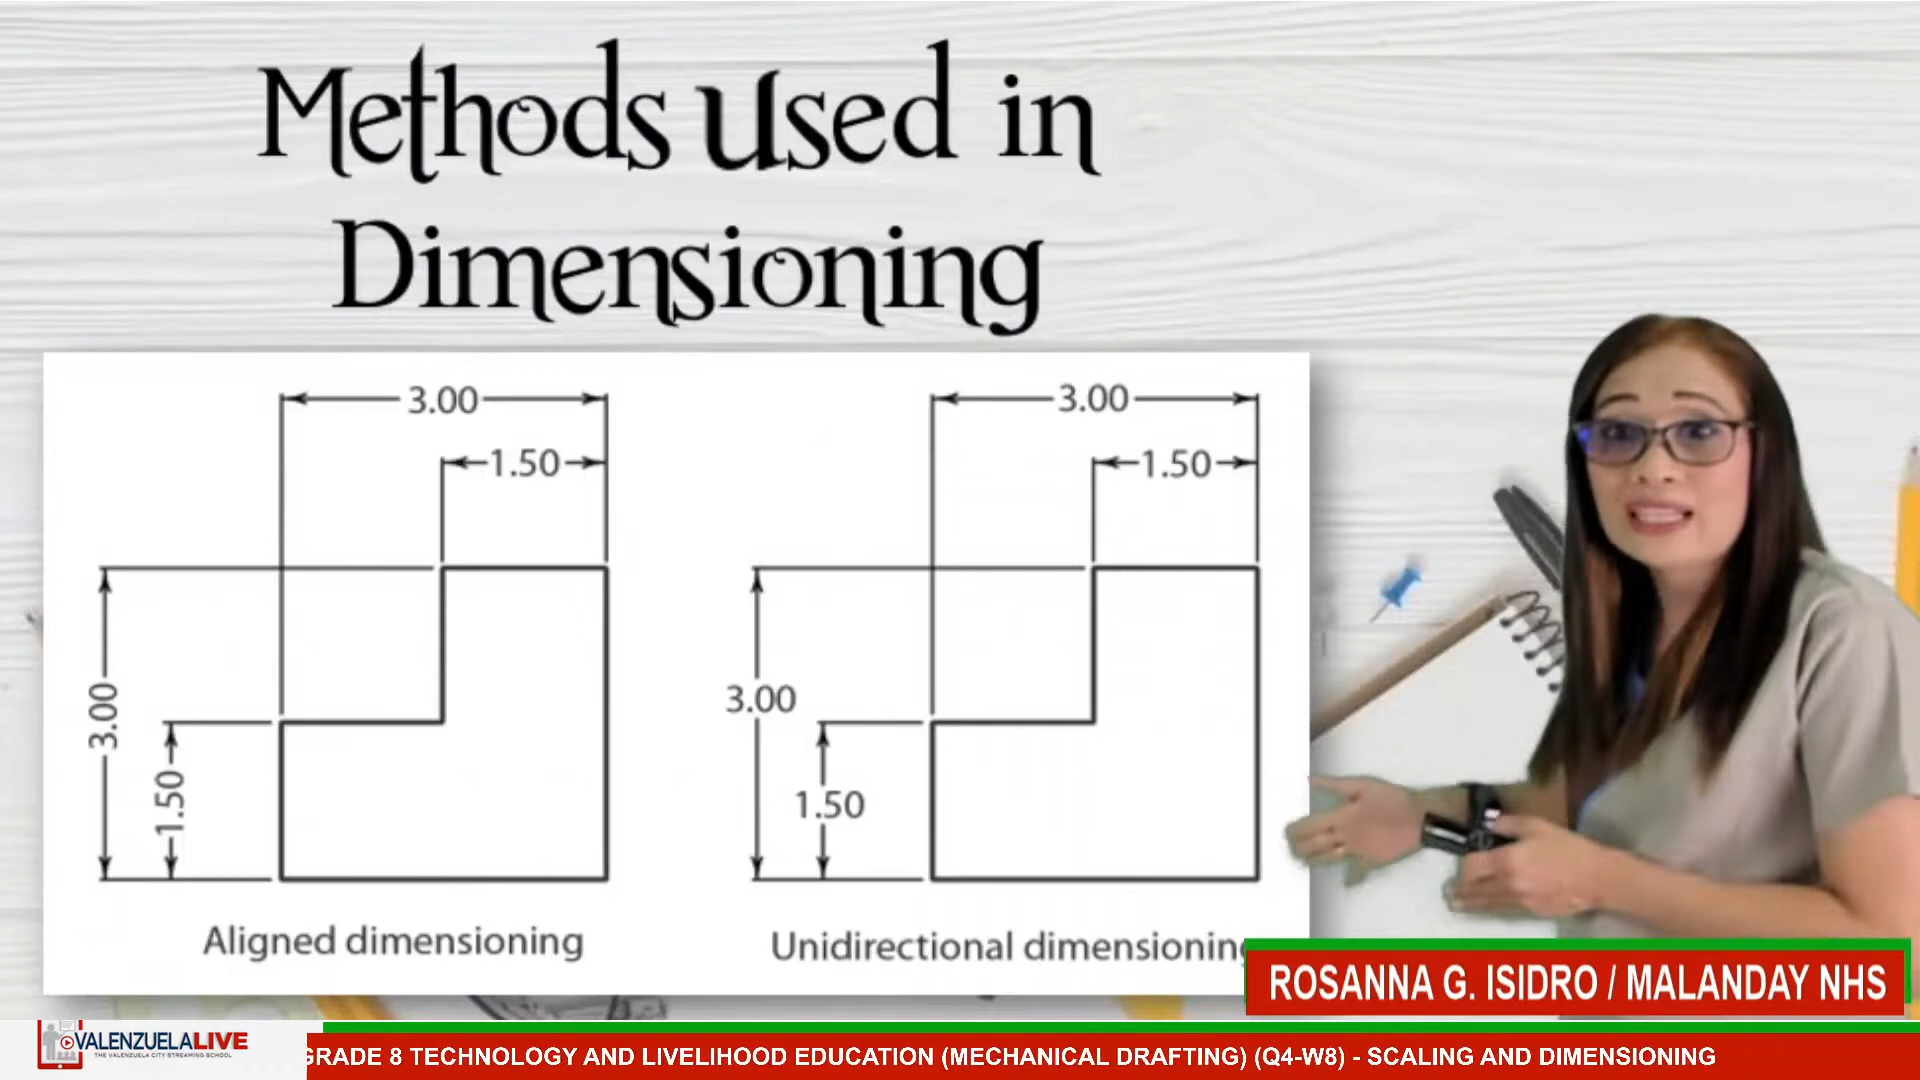 Methods used in
Dimensioning
3.00
1.50
3.00
1.50
Aligned dimensioning
3.00
1.50
3.00
1.50
Unidirectional dimensioning
ROSANNA G. ISIDRO / MALANDAY NHS
VALENZUELALIVE
THE VALENZUELA CITY STREAMING SCHOOL
GRADE 8 TECHNOLOGY AND LIVELIHOOD EDUCATION (MECHANICAL DRAFTING) (Q4-W8) - SCALING AND DIMENSIONING